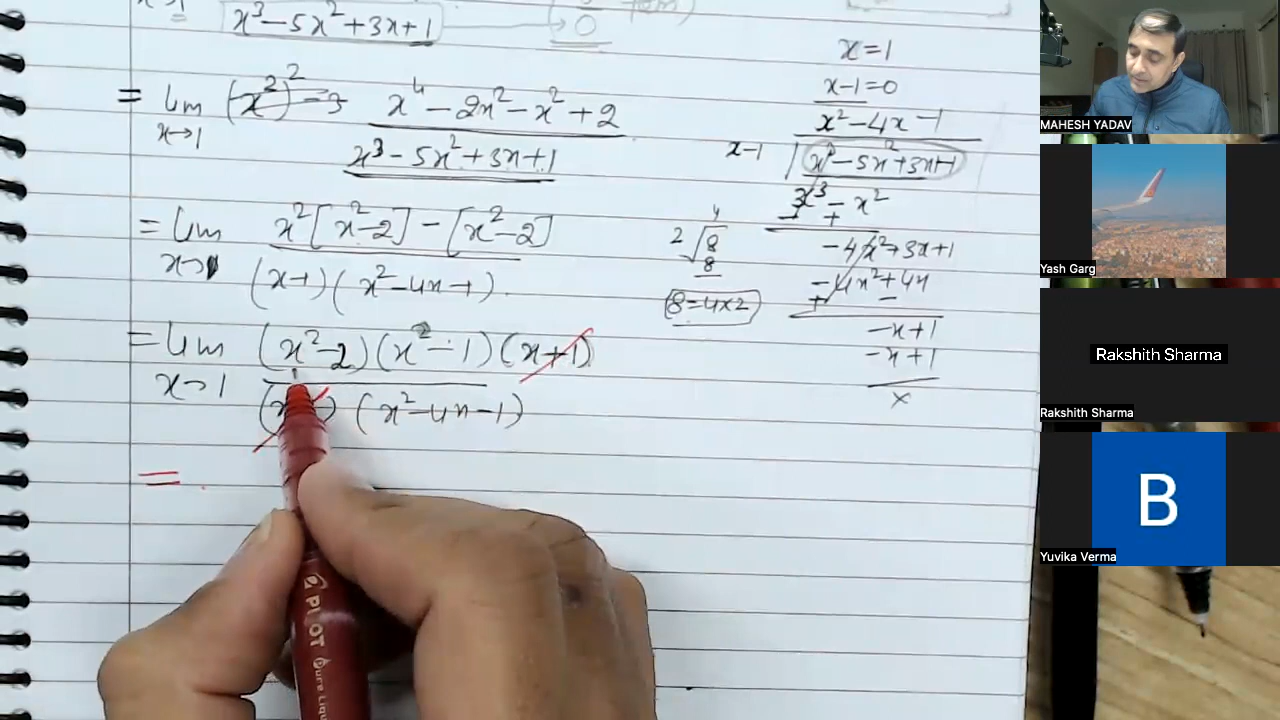 x³-5x²+3x+1
0
= lim x→1 (x²)²-3 x⁴-2x²-x²+2
x³-5x²+3x+1
= lim x→1 x²[x²-2]-[x²-2]
(x-1)(x²-4x-1).
= lim x→1 (x²-2)(x²-1)(x+1)
(x²-4x-1)
= .
x=1
x-1=0
x²-4x-1
x-1 x³-5x²+3x+1
x³-x²
- +
-4x²+3x+1
-4x²+4x
+ -
-x+1
-x+1
x
4
2√8
8
8=4×2
PILOT
MAHESH YADAV
Yash Garg
Rakshith Sharma
Rakshith Sharma
B
Yuvika Verma